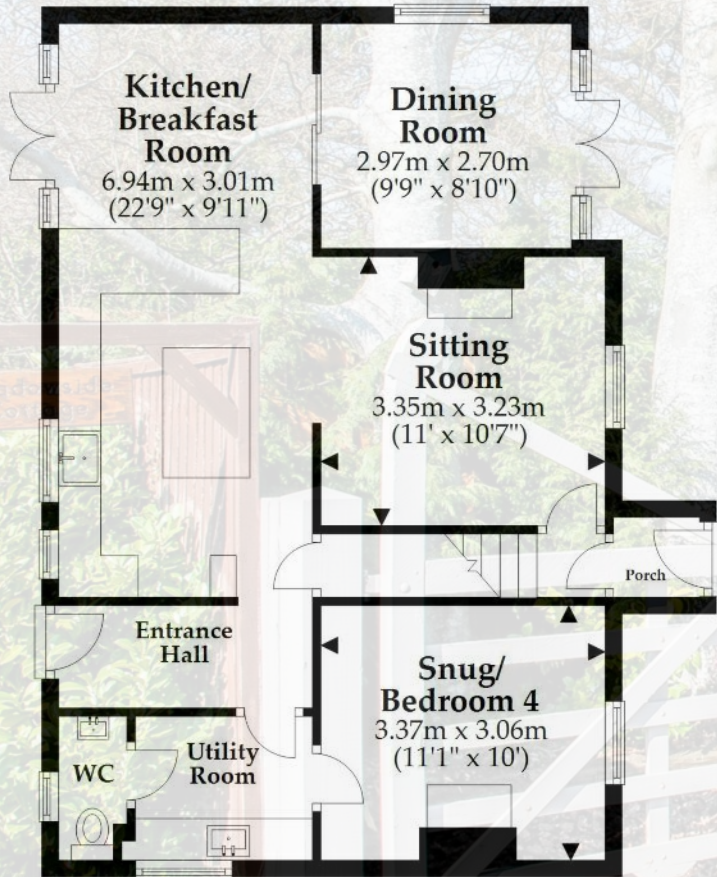 Kitchen/
Breakfast
Room
6.94m x 3.01m
(22'9" x 9'11")
Dining
Room
2.97m x 2.70m
(9'9" x 8'10")
Sitting
Room
3.35m x 3.23m
(11' x 10'7")
Porch
Entrance
Hall
Snug/
Bedroom 4
3.37m x 3.06m
(11'1" x 10')
WC
Utility
Room